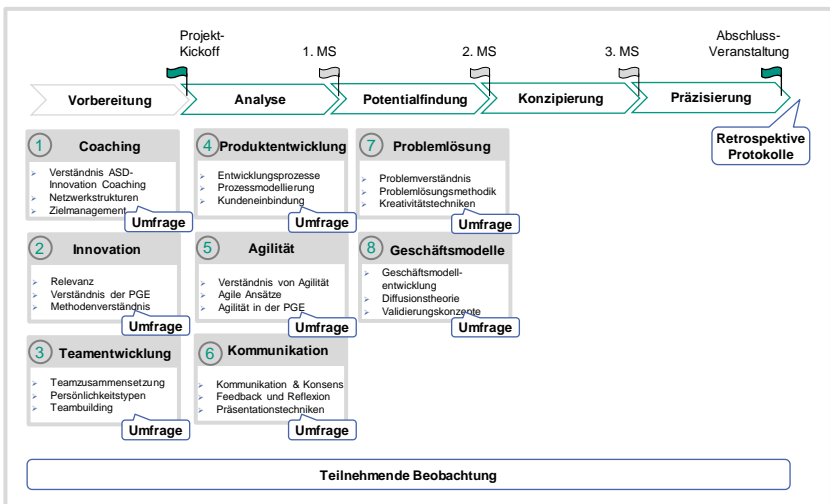 Projekt-
Kickoff
1. MS
2. MS
3. MS
Abschluss-
Veranstaltung
Vorbereitung
Analyse
Potentialfindung
Konzipierung
Präzisierung
Retrospektive
Protokolle
1 Coaching
Verständnis ASD-
Innovation Coaching
Netzwerkstrukturen
Zielmanagement
Umfrage
4 Produktentwicklung
Entwicklungsprozesse
Prozessmodellierung
Kundeneinbindung
Umfrage
7 Problemlösung
Problemverständnis
Problemlösungsmethodik
Kreativitätstechniken
Umfrage
2 Innovation
Relevanz
Verständnis der PGE
Methodenverständnis
Umfrage
5 Agilität
Verständnis von Agilität
Agile Ansätze
Agilität in der PGE
Umfrage
8 Geschäftsmodelle
Geschäftsmodell-
entwicklung
Diffusionstheorie
Validierungskonzepte
Umfrage
3 Teamentwicklung
Teamzusammensetzung
Persönlichkeitstypen
Teambuilding
Umfrage
6 Kommunikation
Kommunikation & Konsens
Feedback und Reflexion
Präsentationstechniken
Umfrage
Teilnehmende Beobachtung